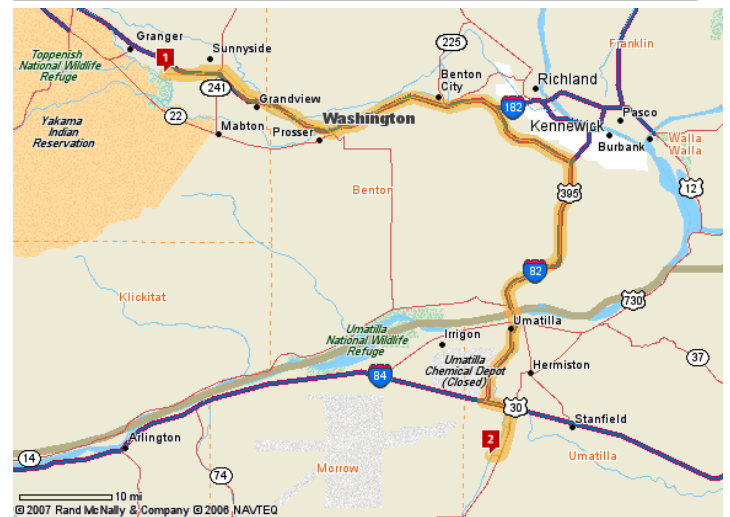 Granger
Sunnyside
Toppenish
National Wildlife
Refuge
1
225
Franklin
Benton
City
Richland
241
Grandview
182
Pasco
22
Mabton
Prosser
Washington
Kennewick
Burbank
Walla
Walla
Yakama
Indian
Reservation
Benton
395
12
82
Klickitat
730
Umatilla
National Wildlife
Refuge
Irrigon
Umatilla
Umatilla
Chemical Depot
(Closed)
Hermiston
37
84
30
Stanfield
Arlington
2
14
74
Morrow
Umatilla
10 mi
© 2007 Rand McNally & Company © 2006 NAVTEQ